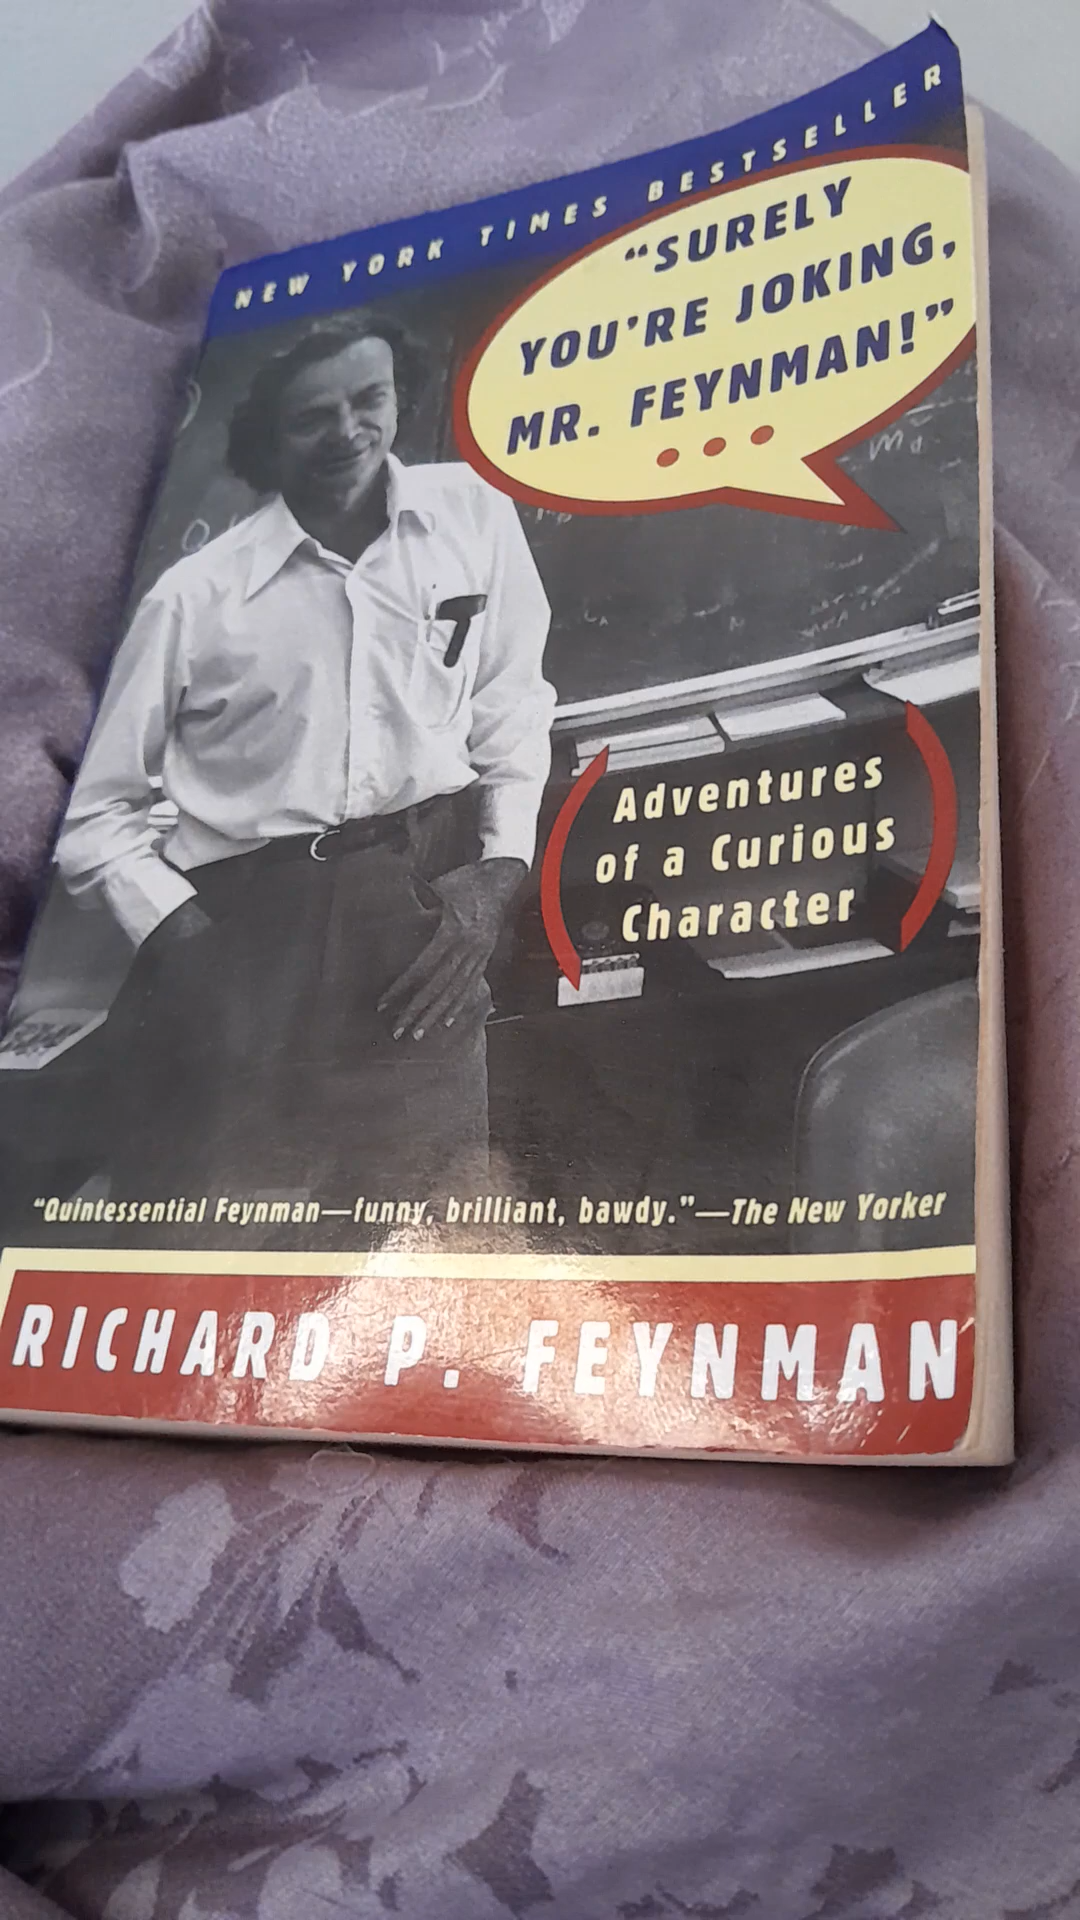 NEW YORK TIMES BESTSELLER
"SURELY
YOU'RE JOKING,
MR. FEYNMAN!"
Adventures
of a Curious
Character
"Quintessential Feynman—funny, brilliant, bawdy."—The New Yorker
RICHARD P. FEYNMAN